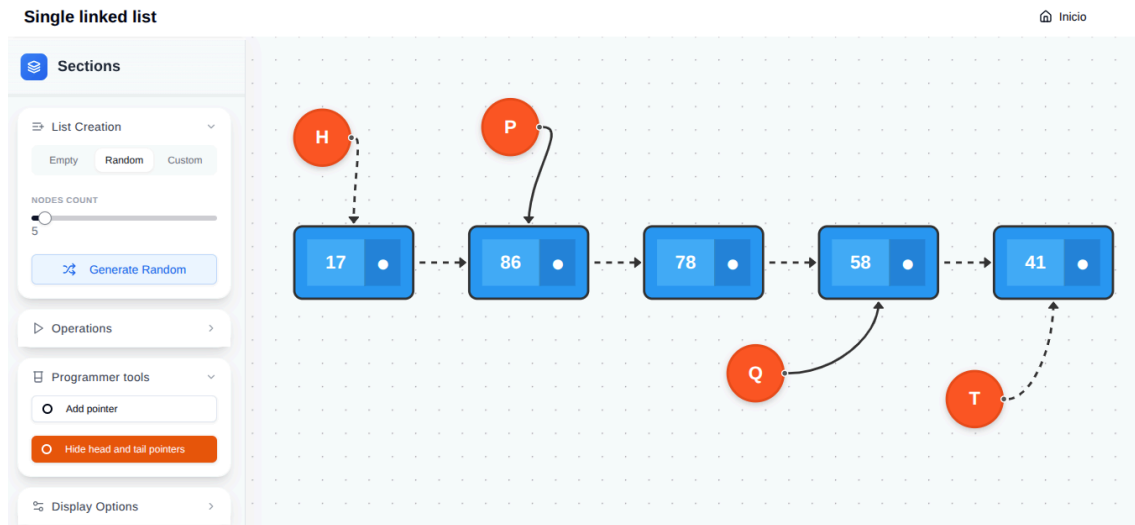 Single linked list
Inicio
Sections
List Creation
Empty Random Custom
NODES COUNT
5
Generate Random
Operations
Programmer tools
Add pointer
Hide head and tail pointers
Display Options
H
P
17 86 78 58 41
Q
T